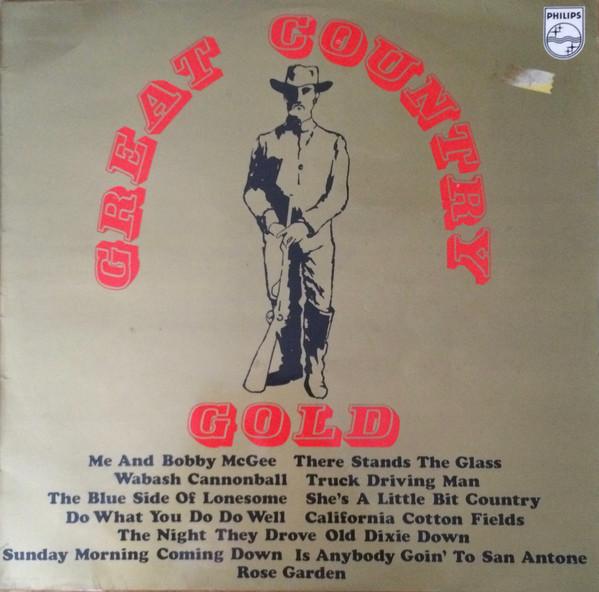 PHILIPS
GREAT COUNTRY
GOLD
Me And Bobby McGee There Stands The Glass
Wabash Cannonball Truck Driving Man
The Blue Side Of Lonesome She's A Little Bit Country
Do What You Do Do Well California Cotton Fields
The Night They Drove Old Dixie Down
Sunday Morning Coming Down Is Anybody Goin' To San Antone
Rose Garden